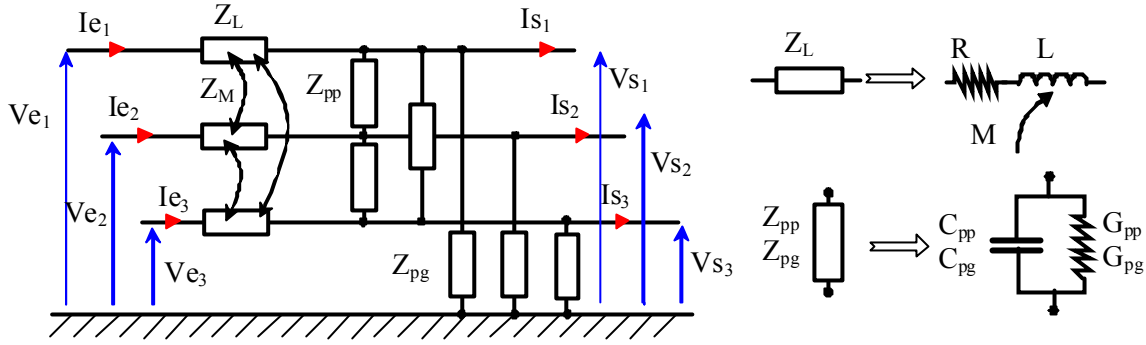 Ie1
ZL
Is1
Ve1
ZM
Zpp
Vs1
Ie2
Is2
Ve2
Vs2
Ie3
Is3
Ve3
Zpg
Vs3
ZL
R
L
M
Zpp
Zpg
Cpp
Cpg
Gpp
Gpg